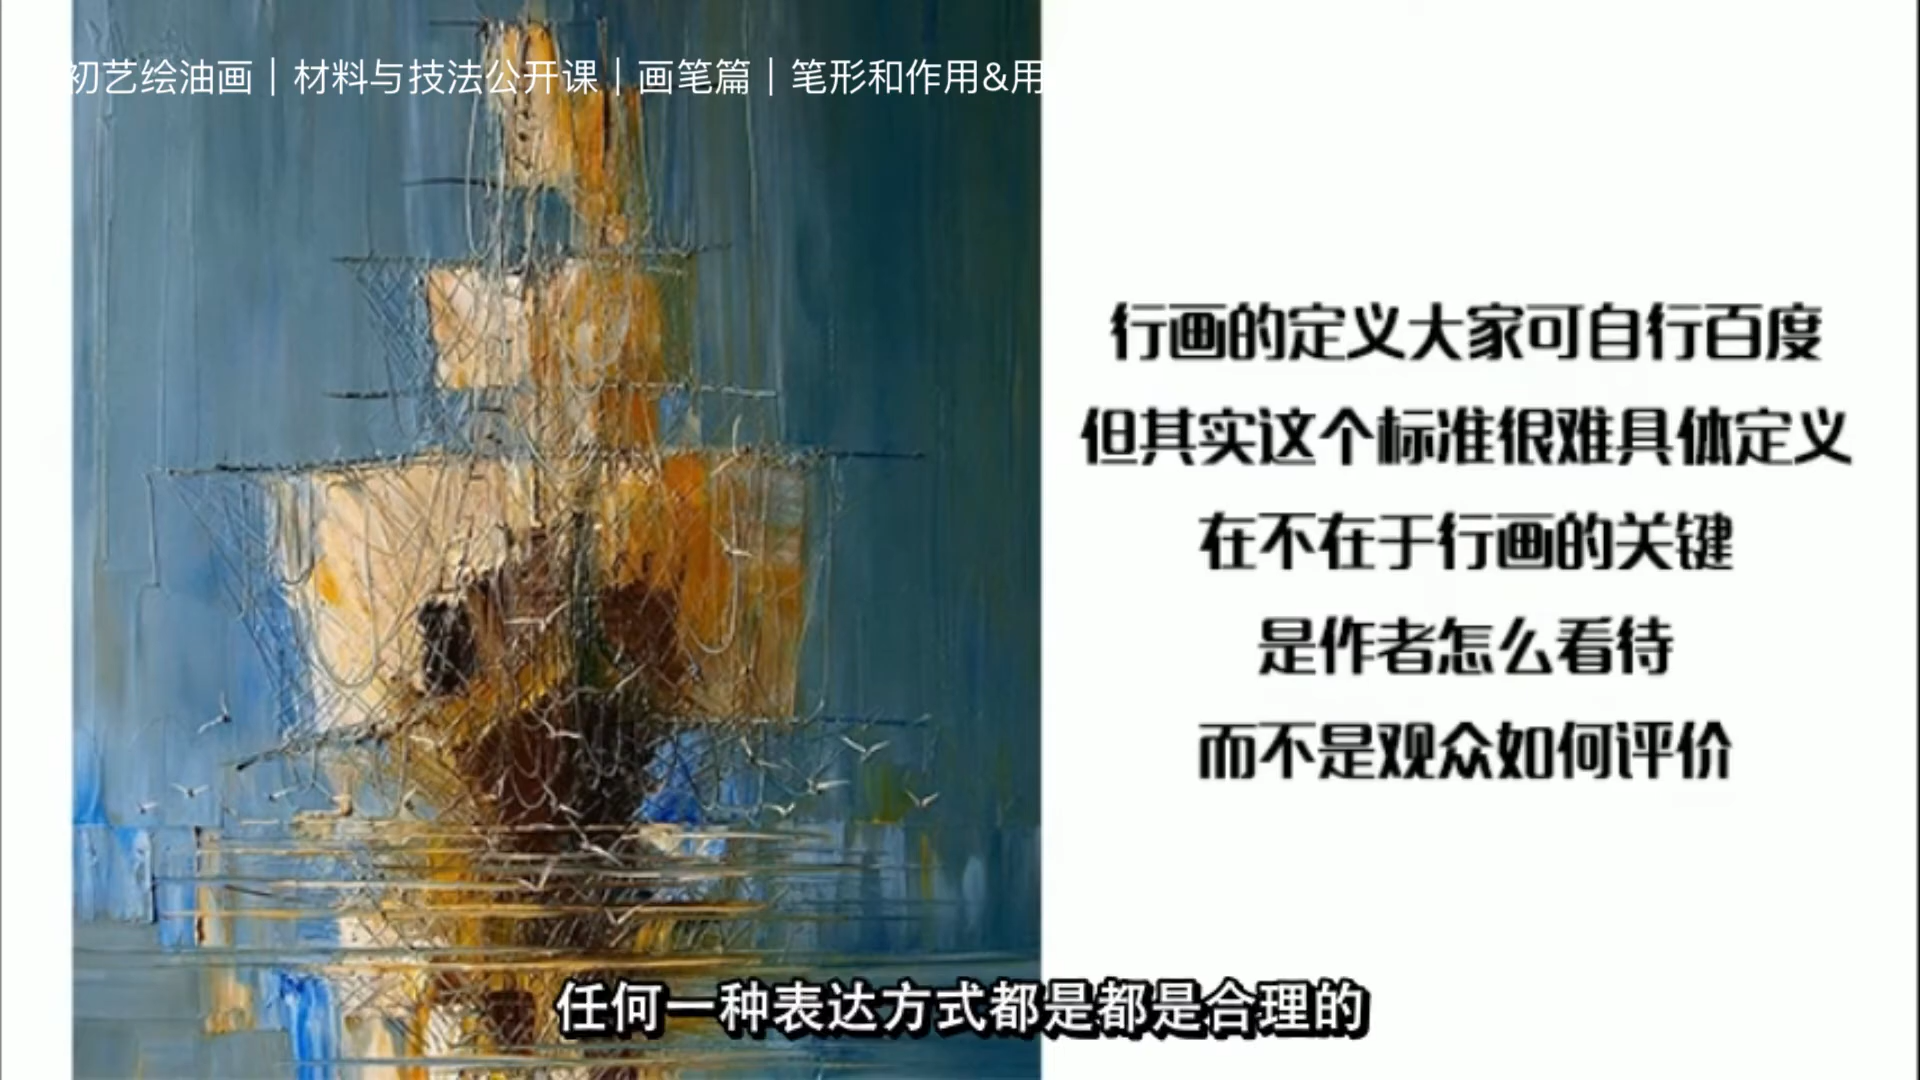 初艺绘油画｜材料与技法公开课｜画笔篇｜笔形和作用&用
行画的定义大家可自行百度
但其实这个标准很难具体定义
在不在于行画的关键
是作者怎么看待
而不是观众如何评价
任何一种表达方式都是都是合理的